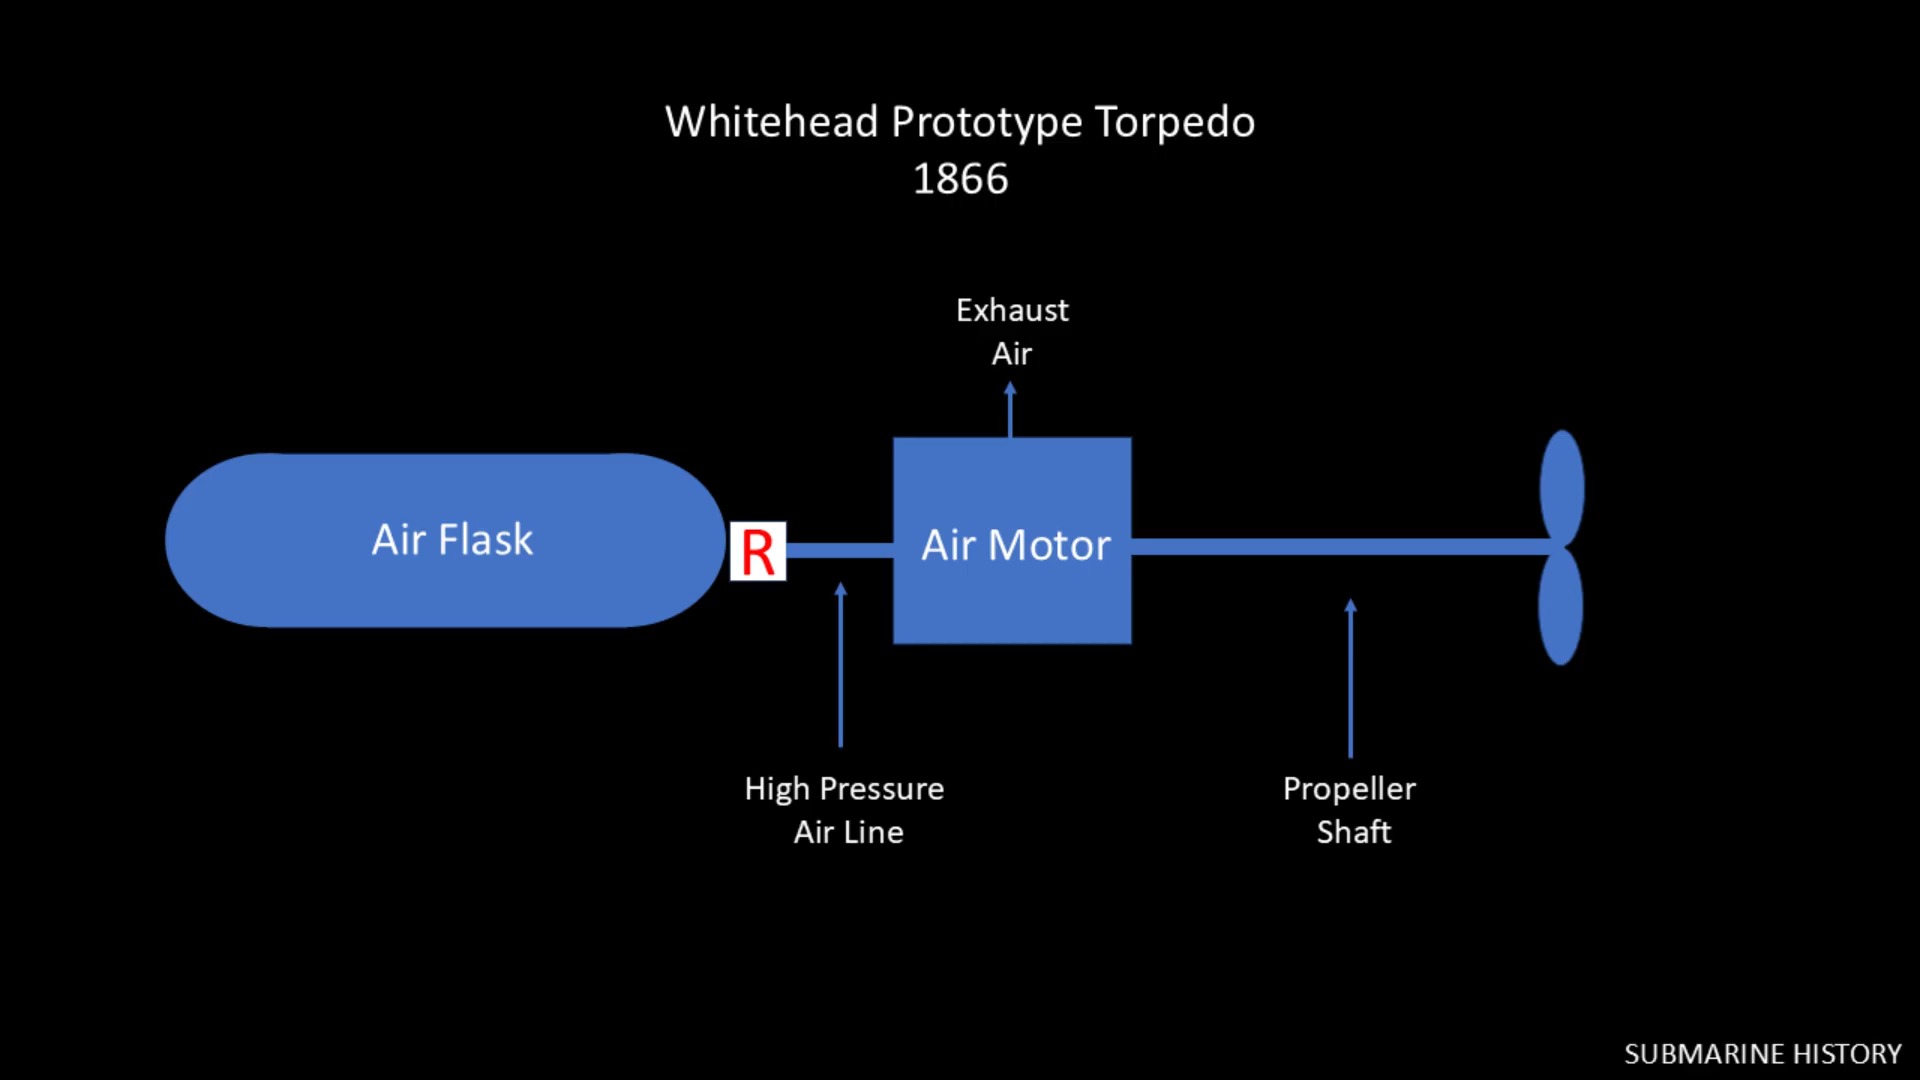 Whitehead Prototype Torpedo
1866
Exhaust
Air
Air Flask
R
Air Motor
High Pressure
Air Line
Propeller
Shaft
SUBMARINE HISTORY